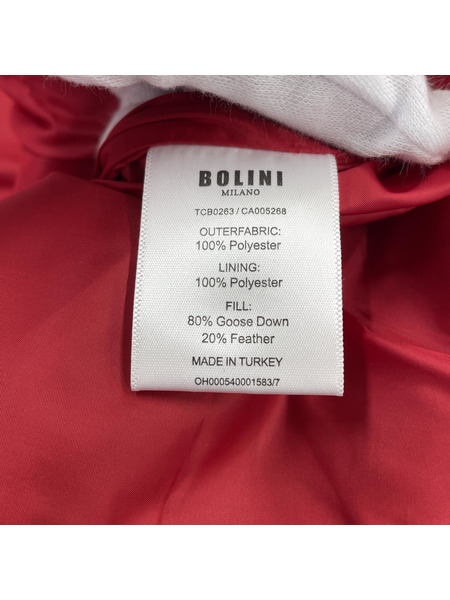 BOLINI
MILANO
TCB0263 / CA005268
OUTERFABRIC:
100% Polyester
LINING:
100% Polyester
FILL:
80% Goose Down
20% Feather
MADE IN TURKEY
OH000540001583/7